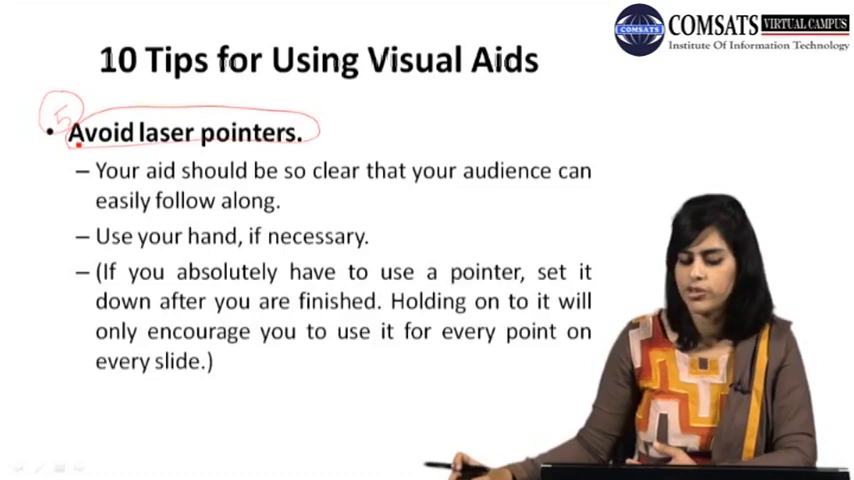 COMSATS VIRTUAL CAMPUS
COMSATS
Institute Of Information Technology
10 Tips for Using Visual Aids
5
• Avoid laser pointers.
– Your aid should be so clear that your audience can
easily follow along.
– Use your hand, if necessary.
– (If you absolutely have to use a pointer, set it
down after you are finished. Holding on to it will
only encourage you to use it for every point on
every slide.)